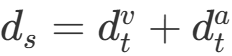 $d_s = d_t^v + d_t^a$